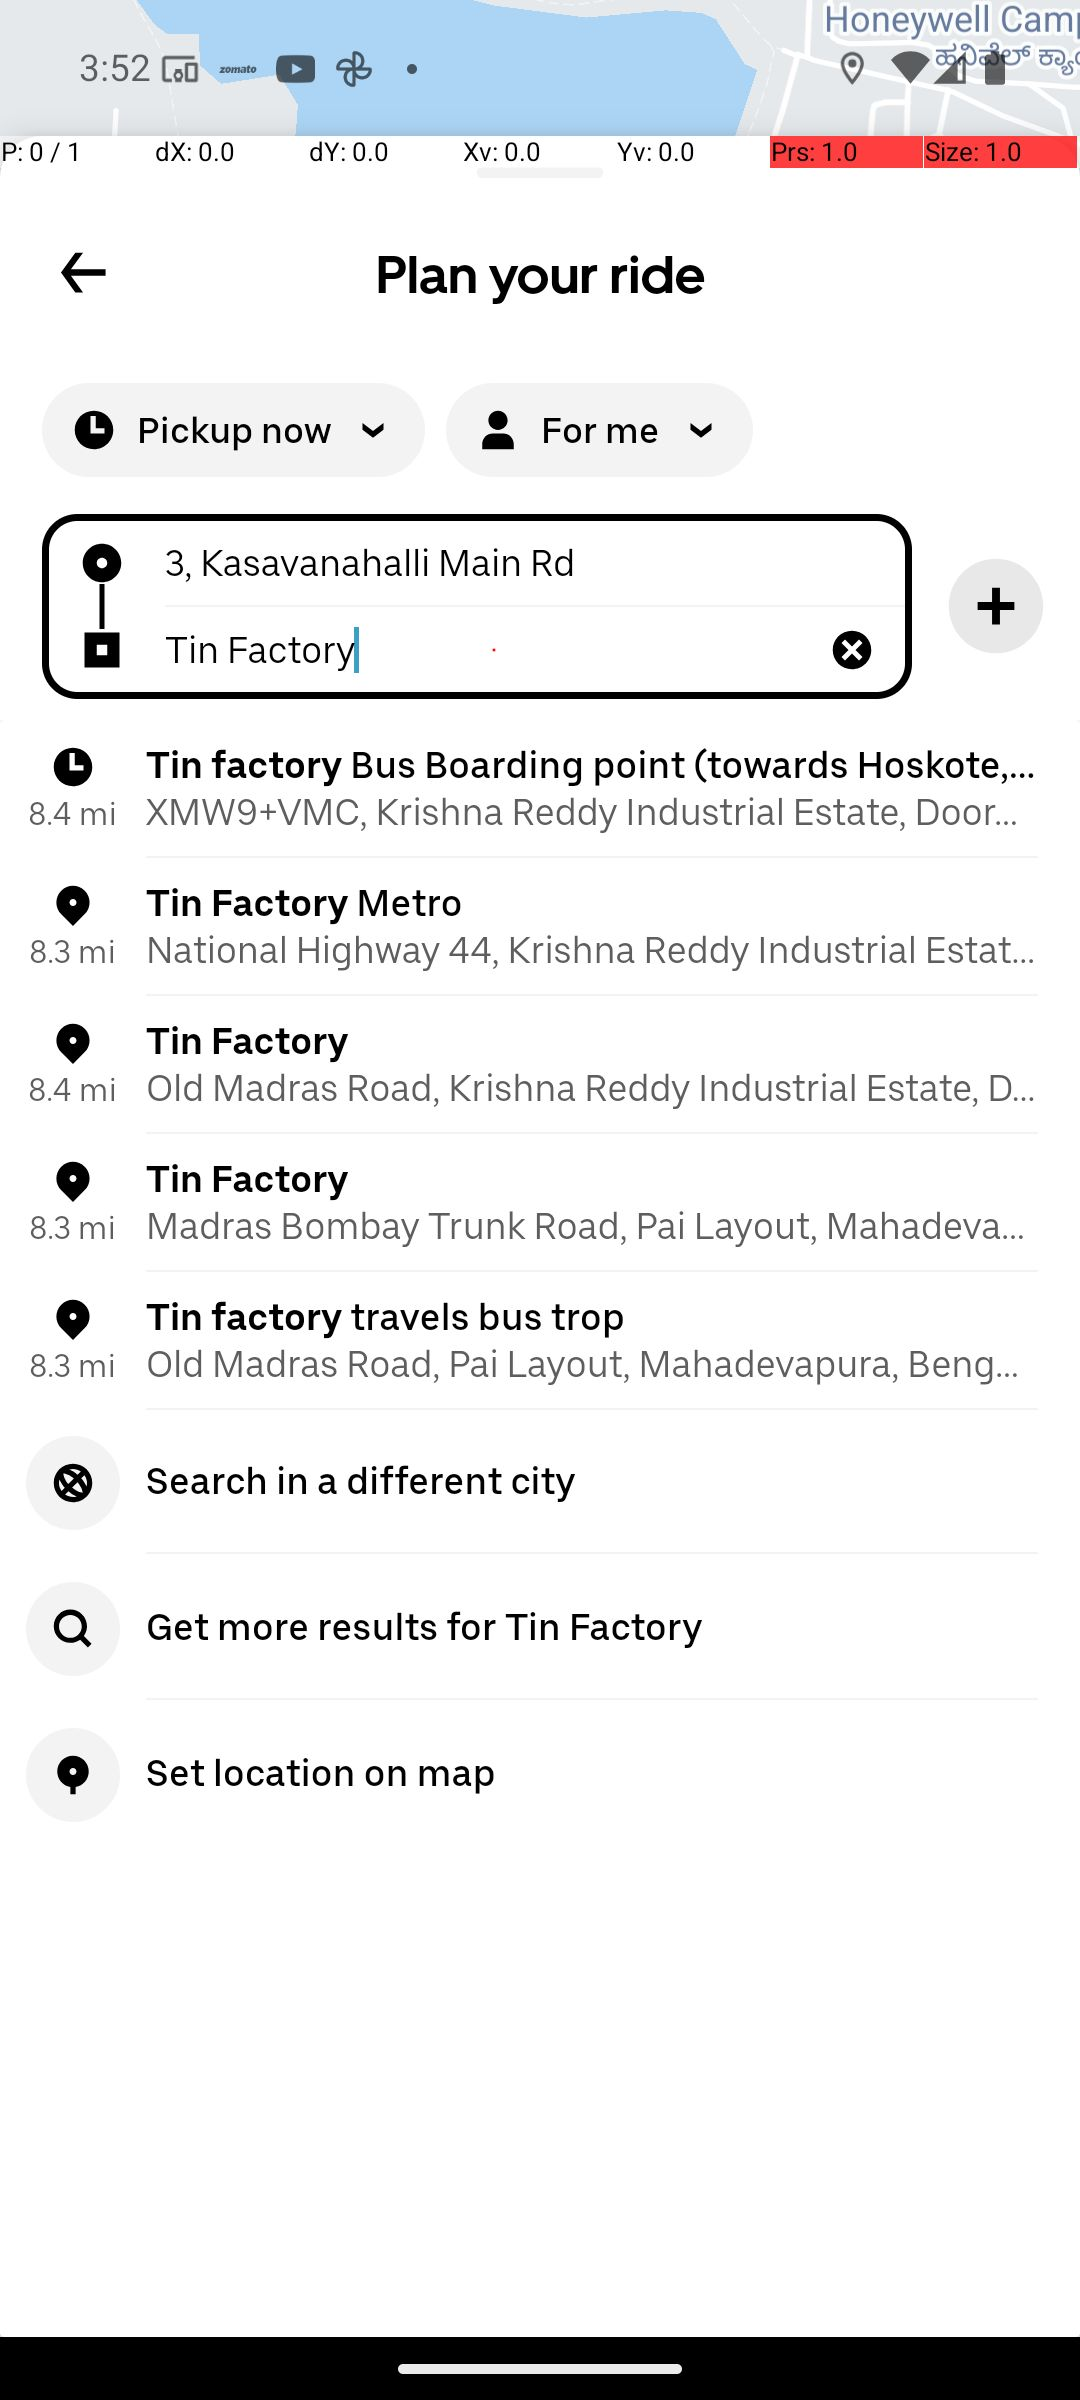 Honeywell Camp
ಹನಿವೆಲ್ ಕ್ಯಾ
3:52
zomato
P: 0 / 1 dX: 0.0 dY: 0.0 Xv: 0.0 Yv: 0.0 Prs: 1.0 Size: 1.0
Plan your ride
Pickup now For me
3, Kasavanahalli Main Rd
Tin Factory
Tin factory Bus Boarding point (towards Hoskote,...
8.4 mi XMW9+VMC, Krishna Reddy Industrial Estate, Door...
Tin Factory Metro
8.3 mi National Highway 44, Krishna Reddy Industrial Estat...
Tin Factory
8.4 mi Old Madras Road, Krishna Reddy Industrial Estate, D...
Tin Factory
8.3 mi Madras Bombay Trunk Road, Pai Layout, Mahadeva...
Tin factory travels bus trop
8.3 mi Old Madras Road, Pai Layout, Mahadevapura, Beng...
Search in a different city
Get more results for Tin Factory
Set location on map